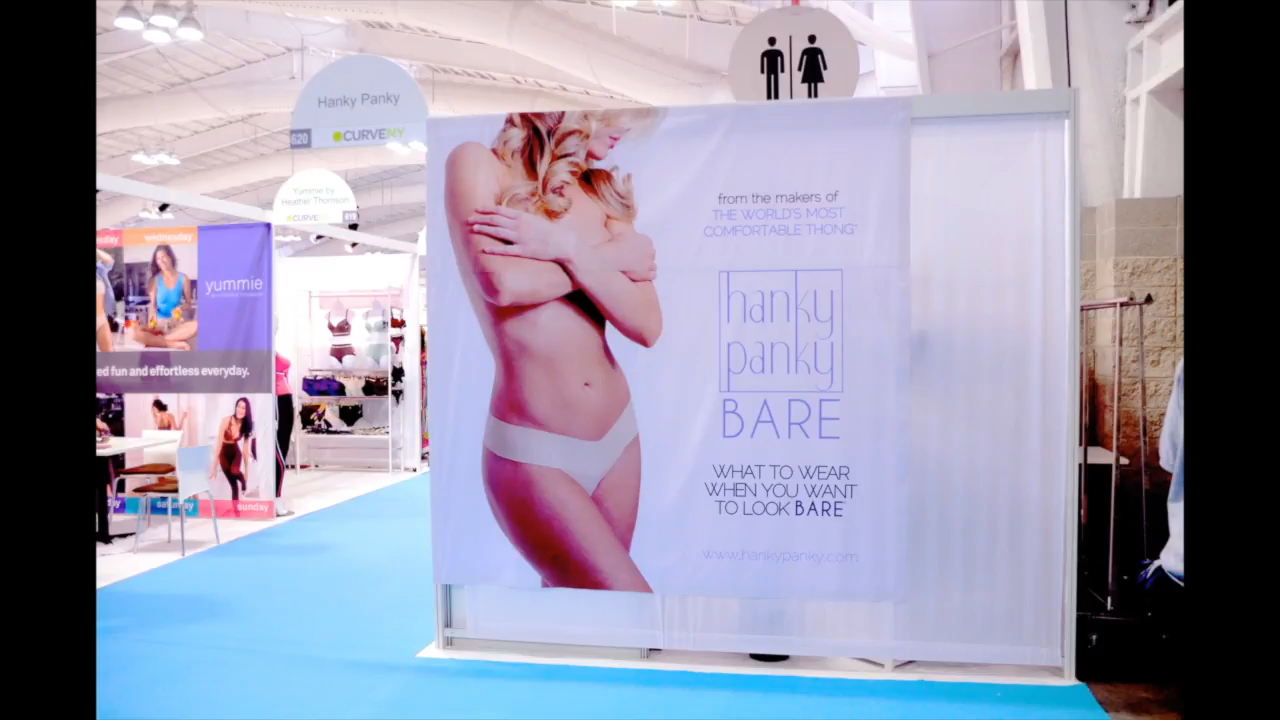 Hanky Panky
620
CURVENY
Yummie by
Heather Thomson
CURVE
619
wednesday
yummie
ed fun and effortless everyday.
sunday
from the makers of
THE WORLD'S MOST
COMFORTABLE THONG
hanky
panky
BARE
WHAT TO WEAR
WHEN YOU WANT
TO LOOK BARE
www.hankypanky.com